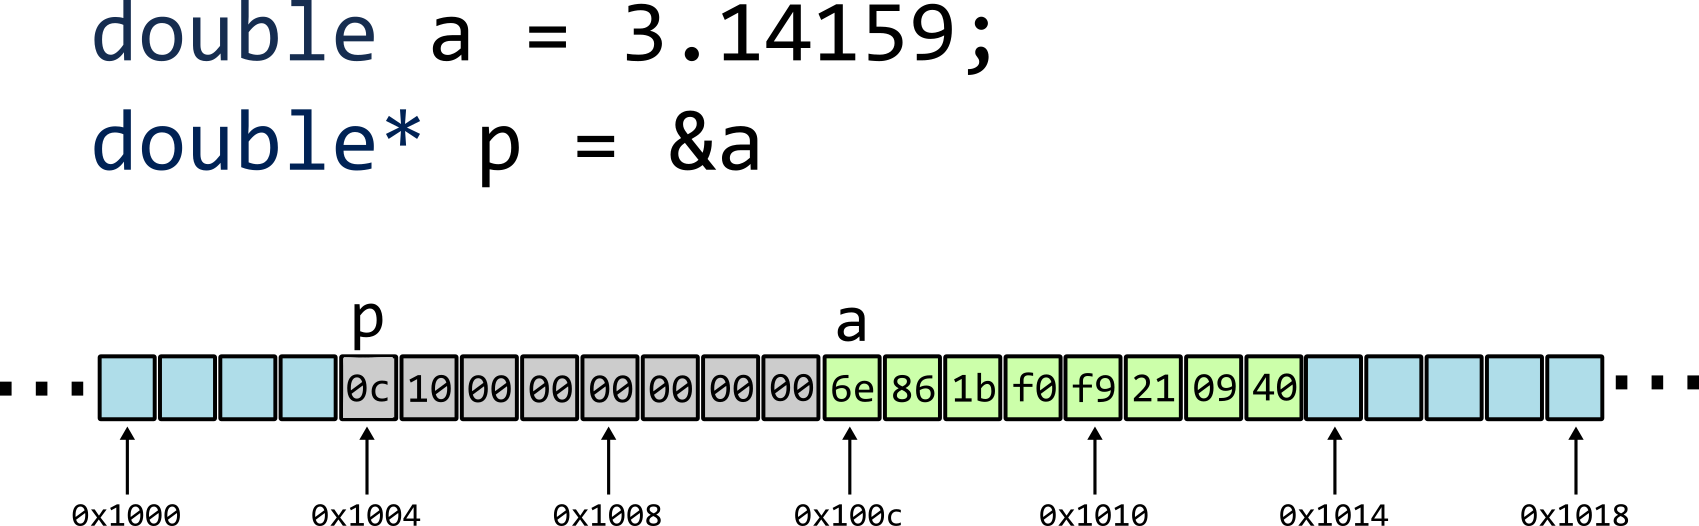 double a = 3.14159;
double* p = &a
p a
0c 10 00 00 00 00 00 00 6e 86 1b f0 f9 21 09 40
0x1000 0x1004 0x1008 0x100c 0x1010 0x1014 0x1018